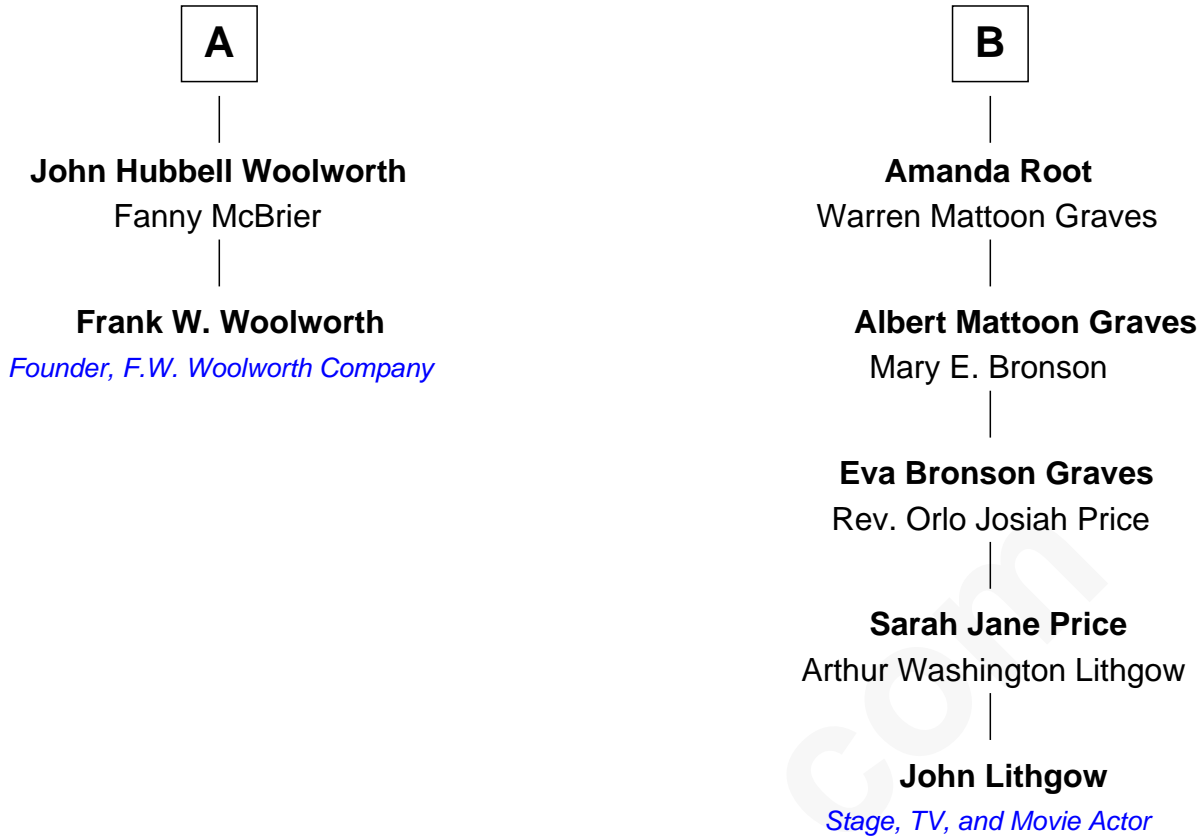 A
John Hubbell Woolworth
Fanny McBrier
Frank W. Woolworth
Founder, F.W. Woolworth Company
B
Amanda Root
Warren Mattoon Graves
Albert Mattoon Graves
Mary E. Bronson
Eva Bronson Graves
Rev. Orlo Josiah Price
Sarah Jane Price
Arthur Washington Lithgow
John Lithgow
Stage, TV, and Movie Actor
com